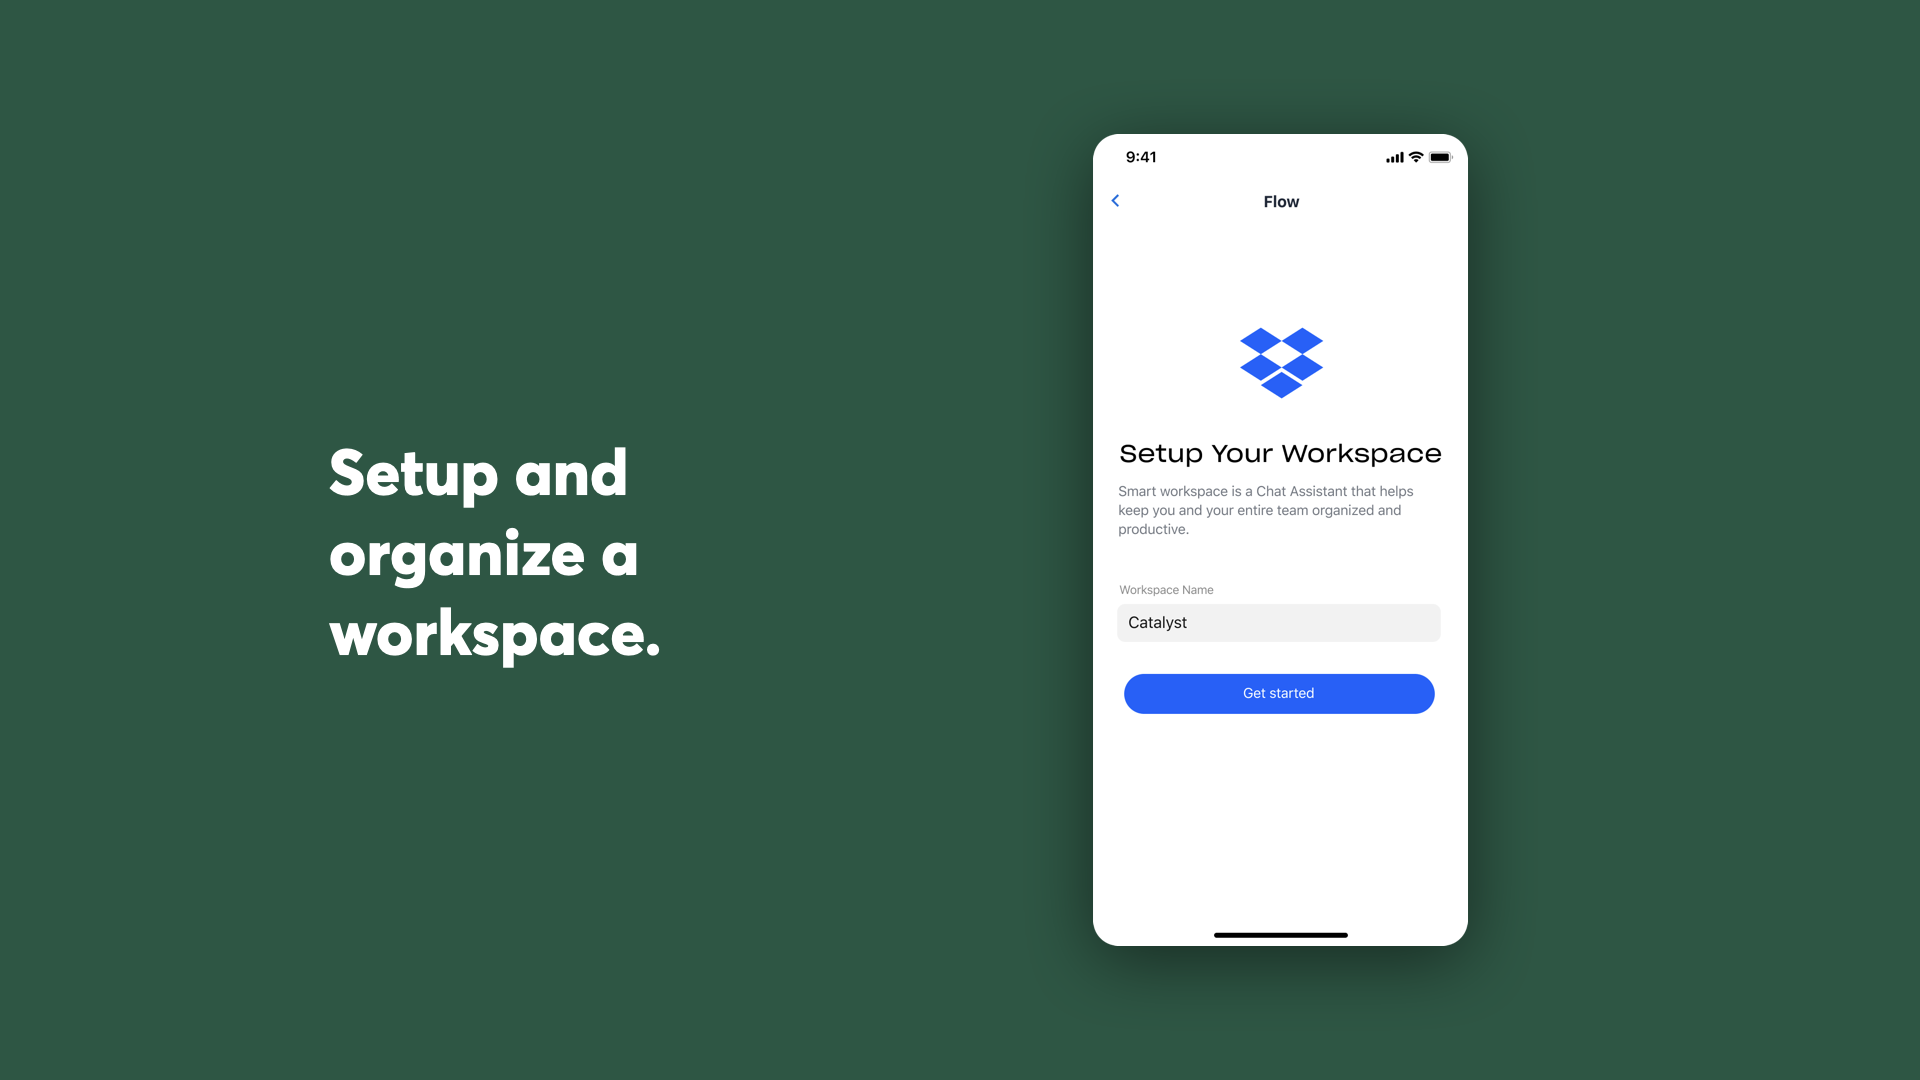 Setup and
organize a
workspace.
9:41
Flow
Setup Your Workspace
Smart workspace is a Chat Assistant that helps
keep you and your entire team organized and
productive.
Workspace Name
Catalyst
Get started